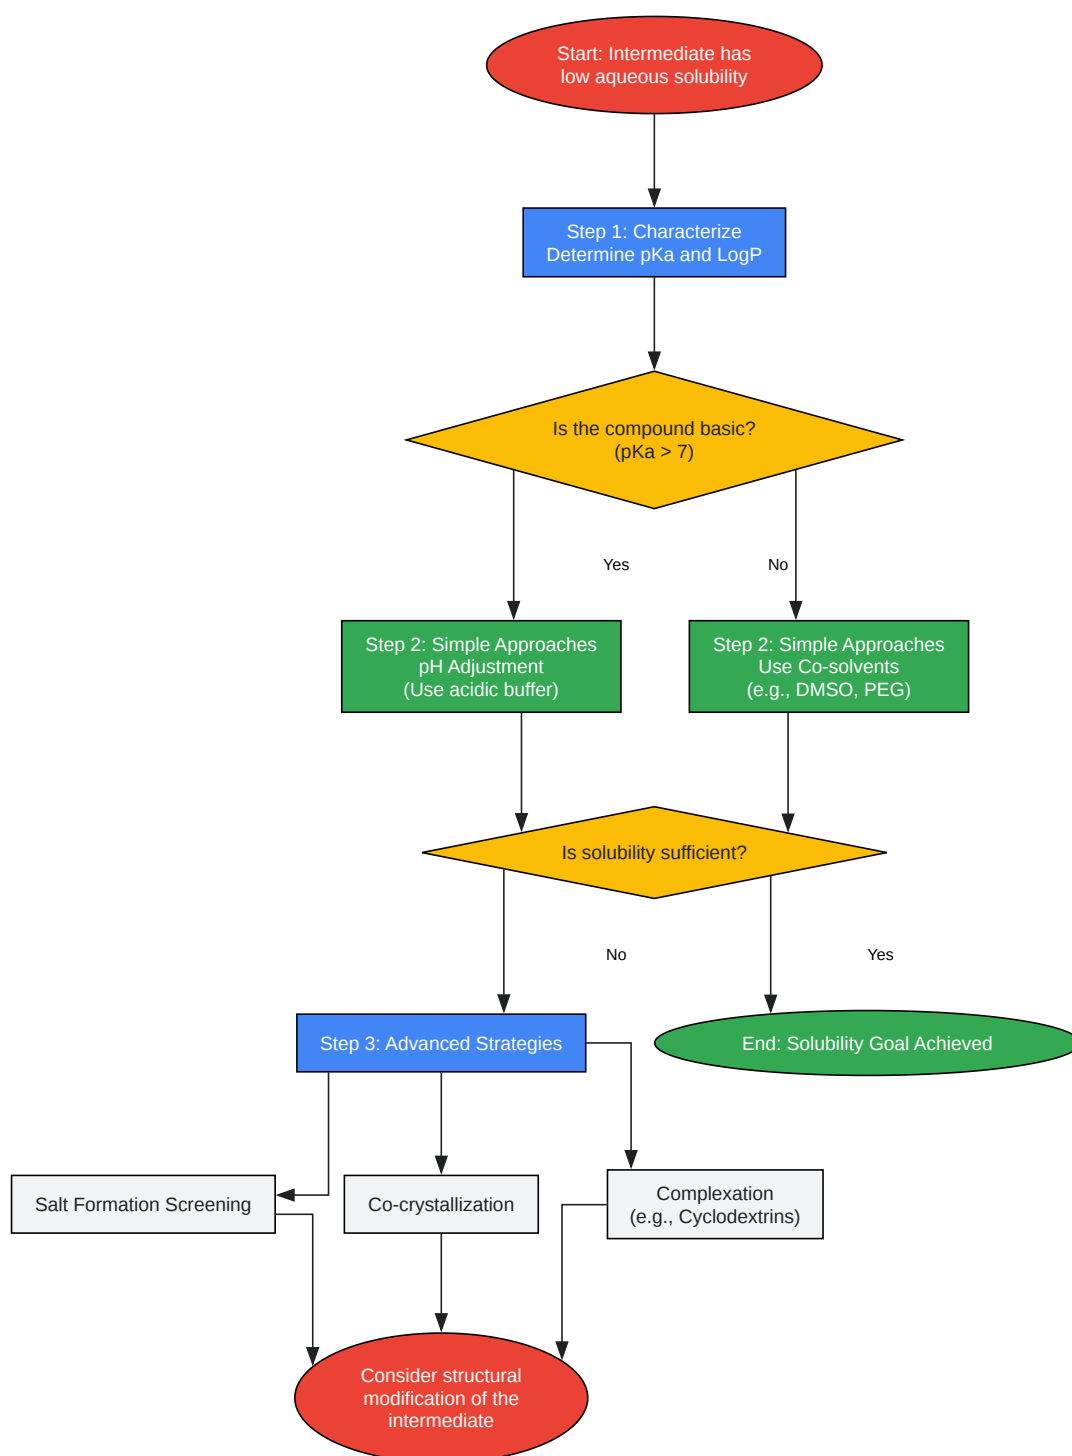 Start: Intermediate has
low aqueous solubility
Step 1: Characterize
Determine pKa and LogP
Is the compound basic?
(pKa > 7)
Yes
No
Step 2: Simple Approaches
pH Adjustment
(Use acidic buffer)
Step 2: Simple Approaches
Use Co-solvents
(e.g., DMSO, PEG)
Is solubility sufficient?
No
Yes
Step 3: Advanced Strategies
End: Solubility Goal Achieved
Salt Formation Screening
Co-crystallization
Complexation
(e.g., Cyclodextrins)
Consider structural
modification of the
intermediate